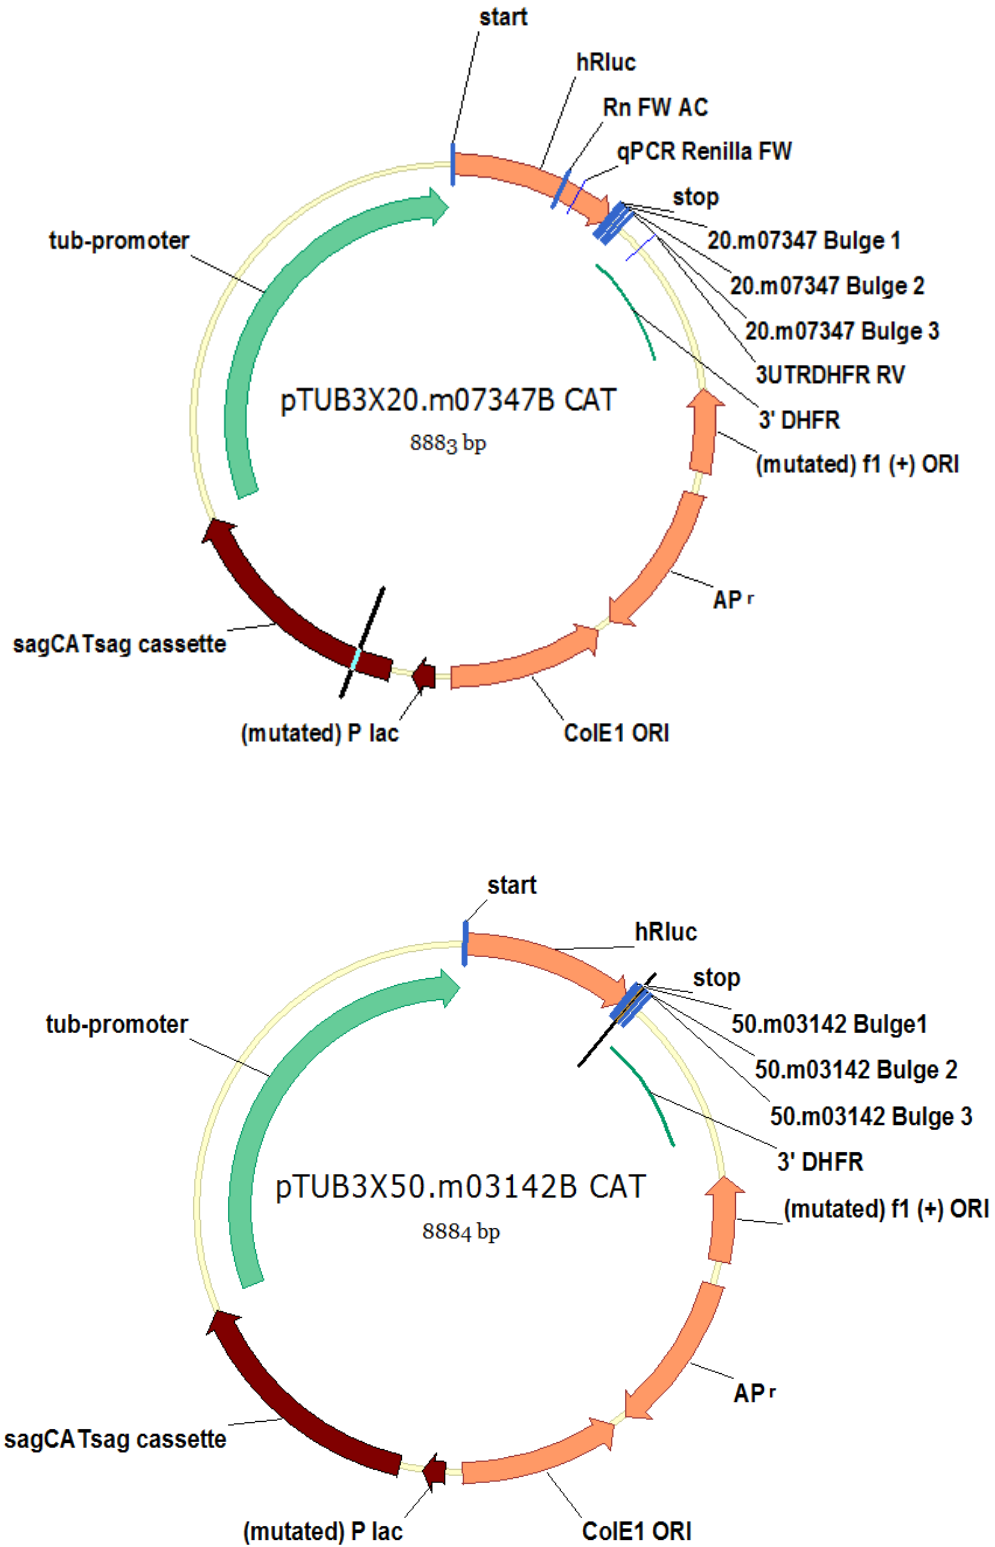 start
hRluc
Rn FW AC
qPCR Renilla FW
stop
tub-promoter
20.m07347 Bulge 1
20.m07347 Bulge 2
20.m07347 Bulge 3
3UTRDHFR RV
pTUB3X20.m07347B CAT
3' DHFR
8883 bp
(mutated) f1 (+) ORI
AP r
sagCATsag cassette
(mutated) P lac
ColE1 ORI
start
hRluc
stop
tub-promoter
50.m03142 Bulge1
50.m03142 Bulge 2
50.m03142 Bulge 3
3' DHFR
pTUB3X50.m03142B CAT
(mutated) f1 (+) ORI
8884 bp
AP r
sagCATsag cassette
(mutated) P lac
ColE1 ORI